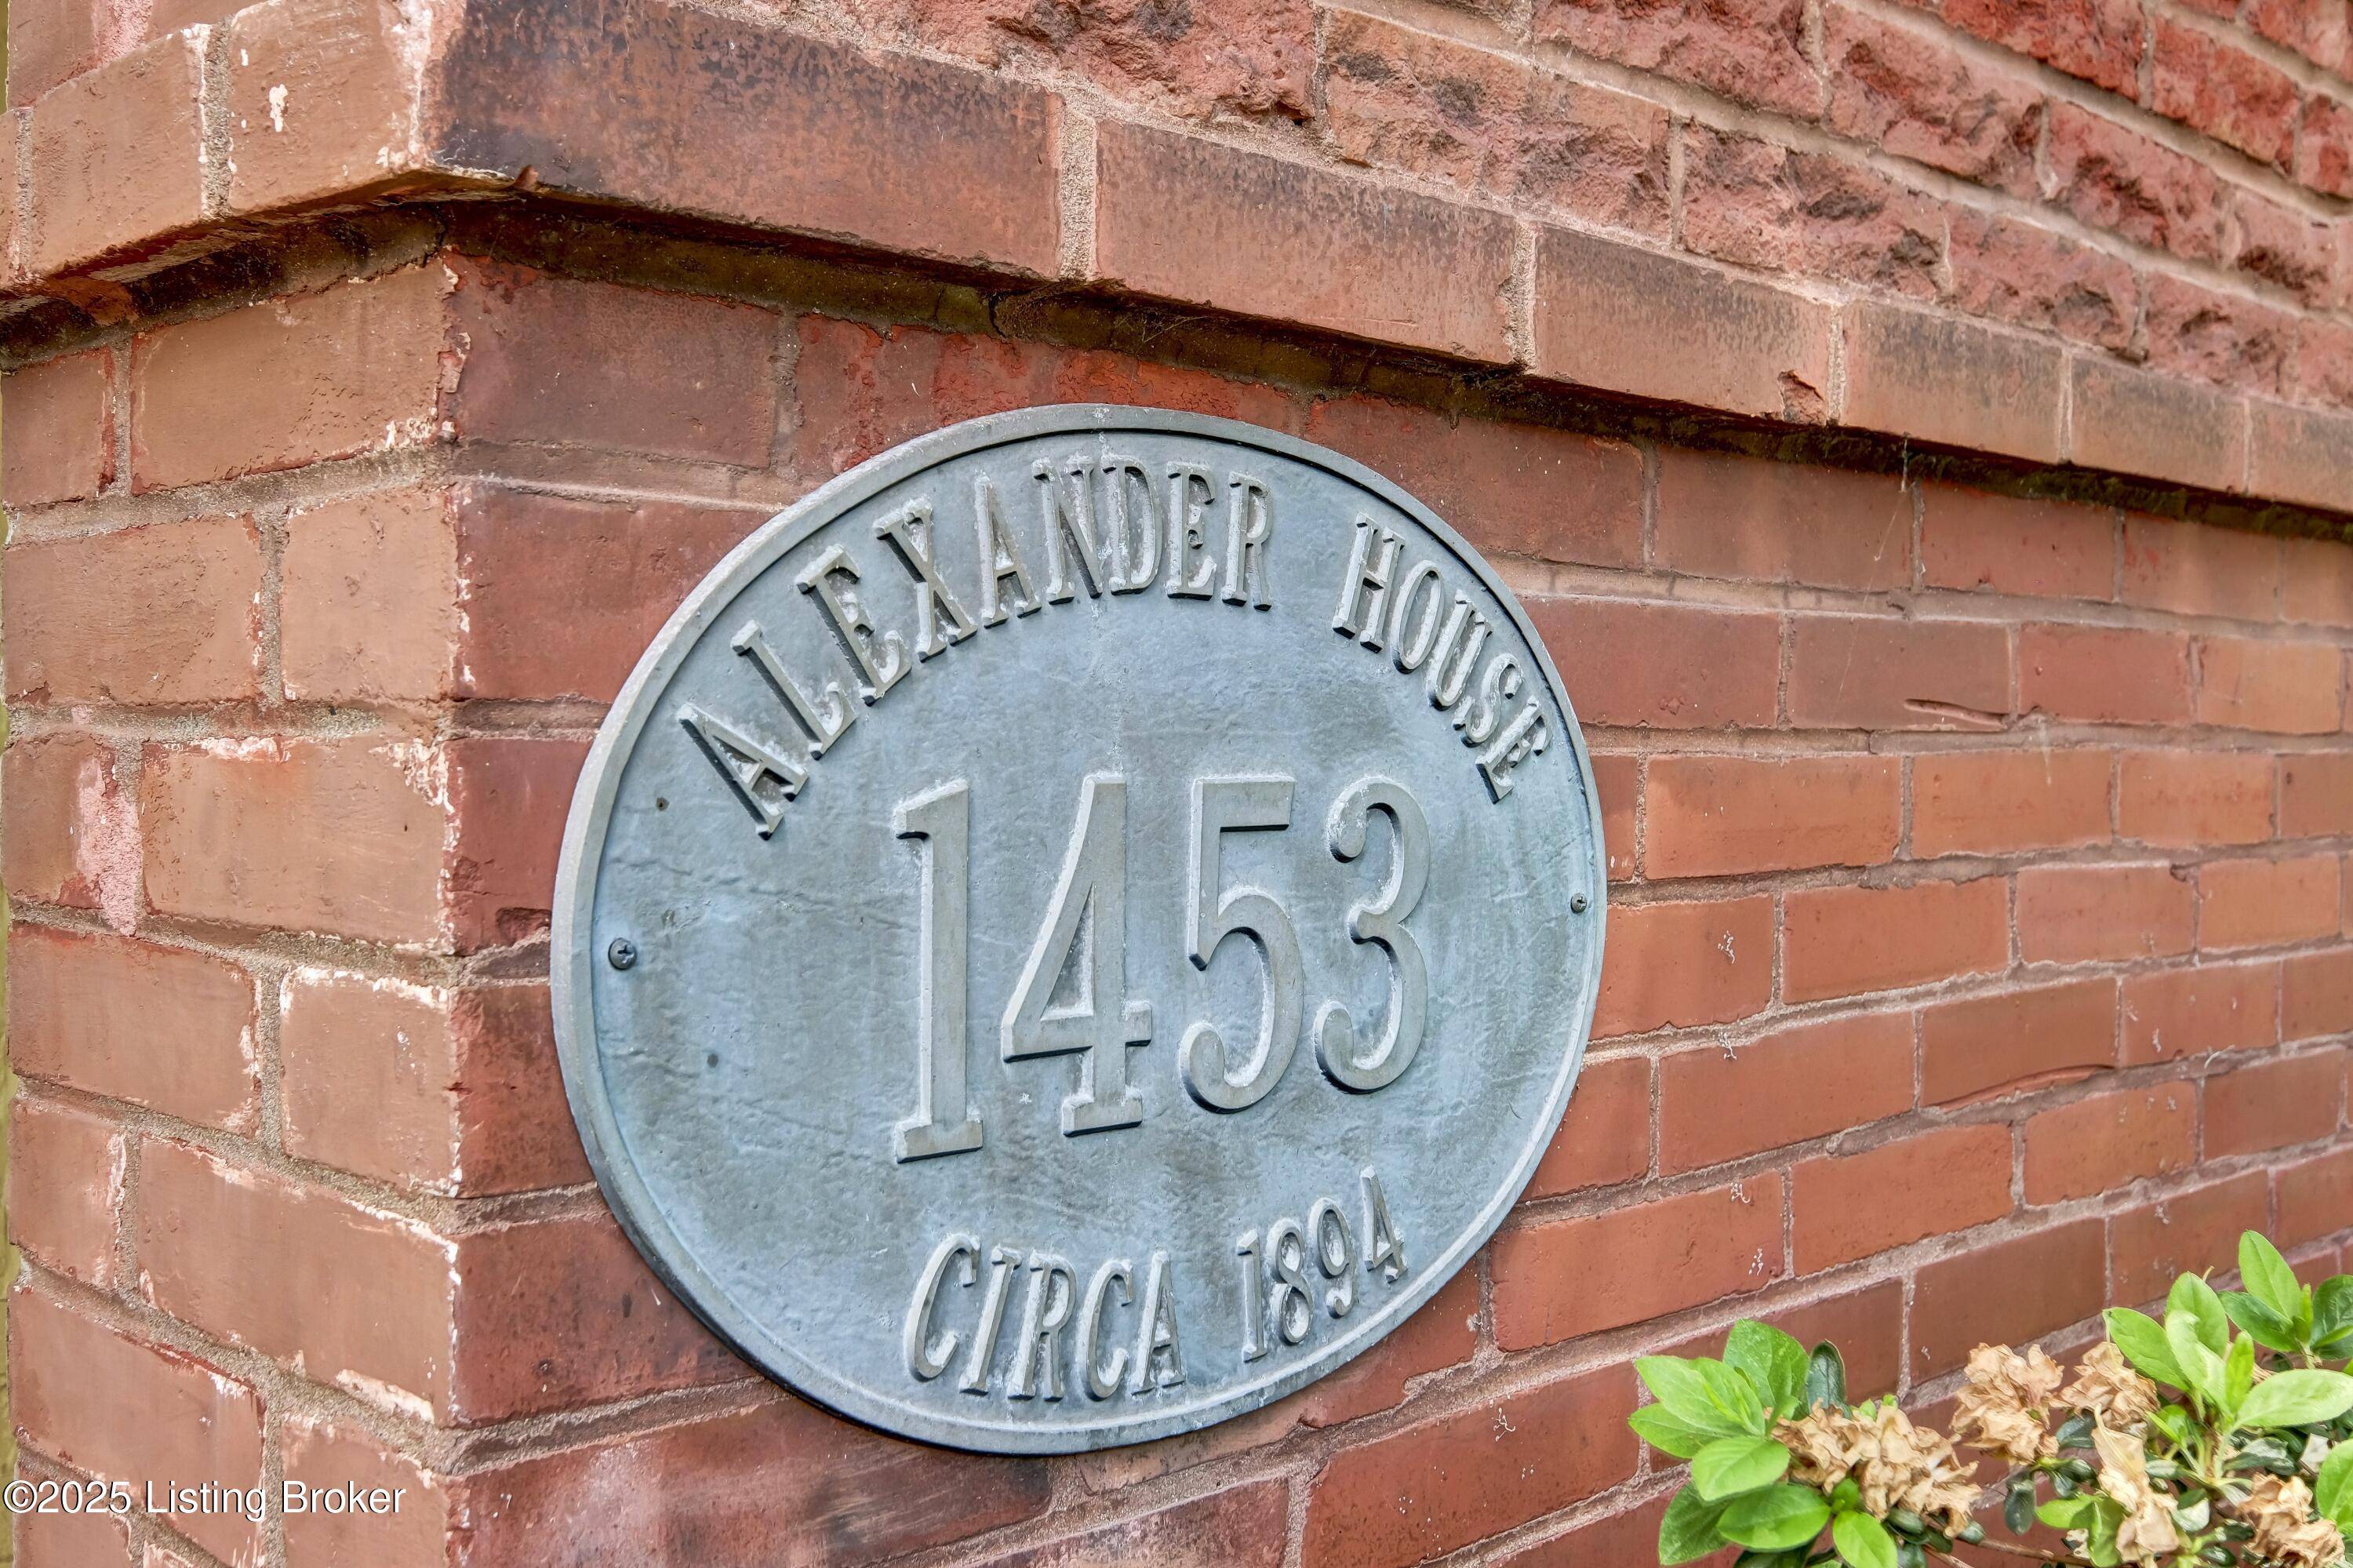 ALEXANDER HOUSE
1453
CIRCA 1894
©2025 Listing Broker